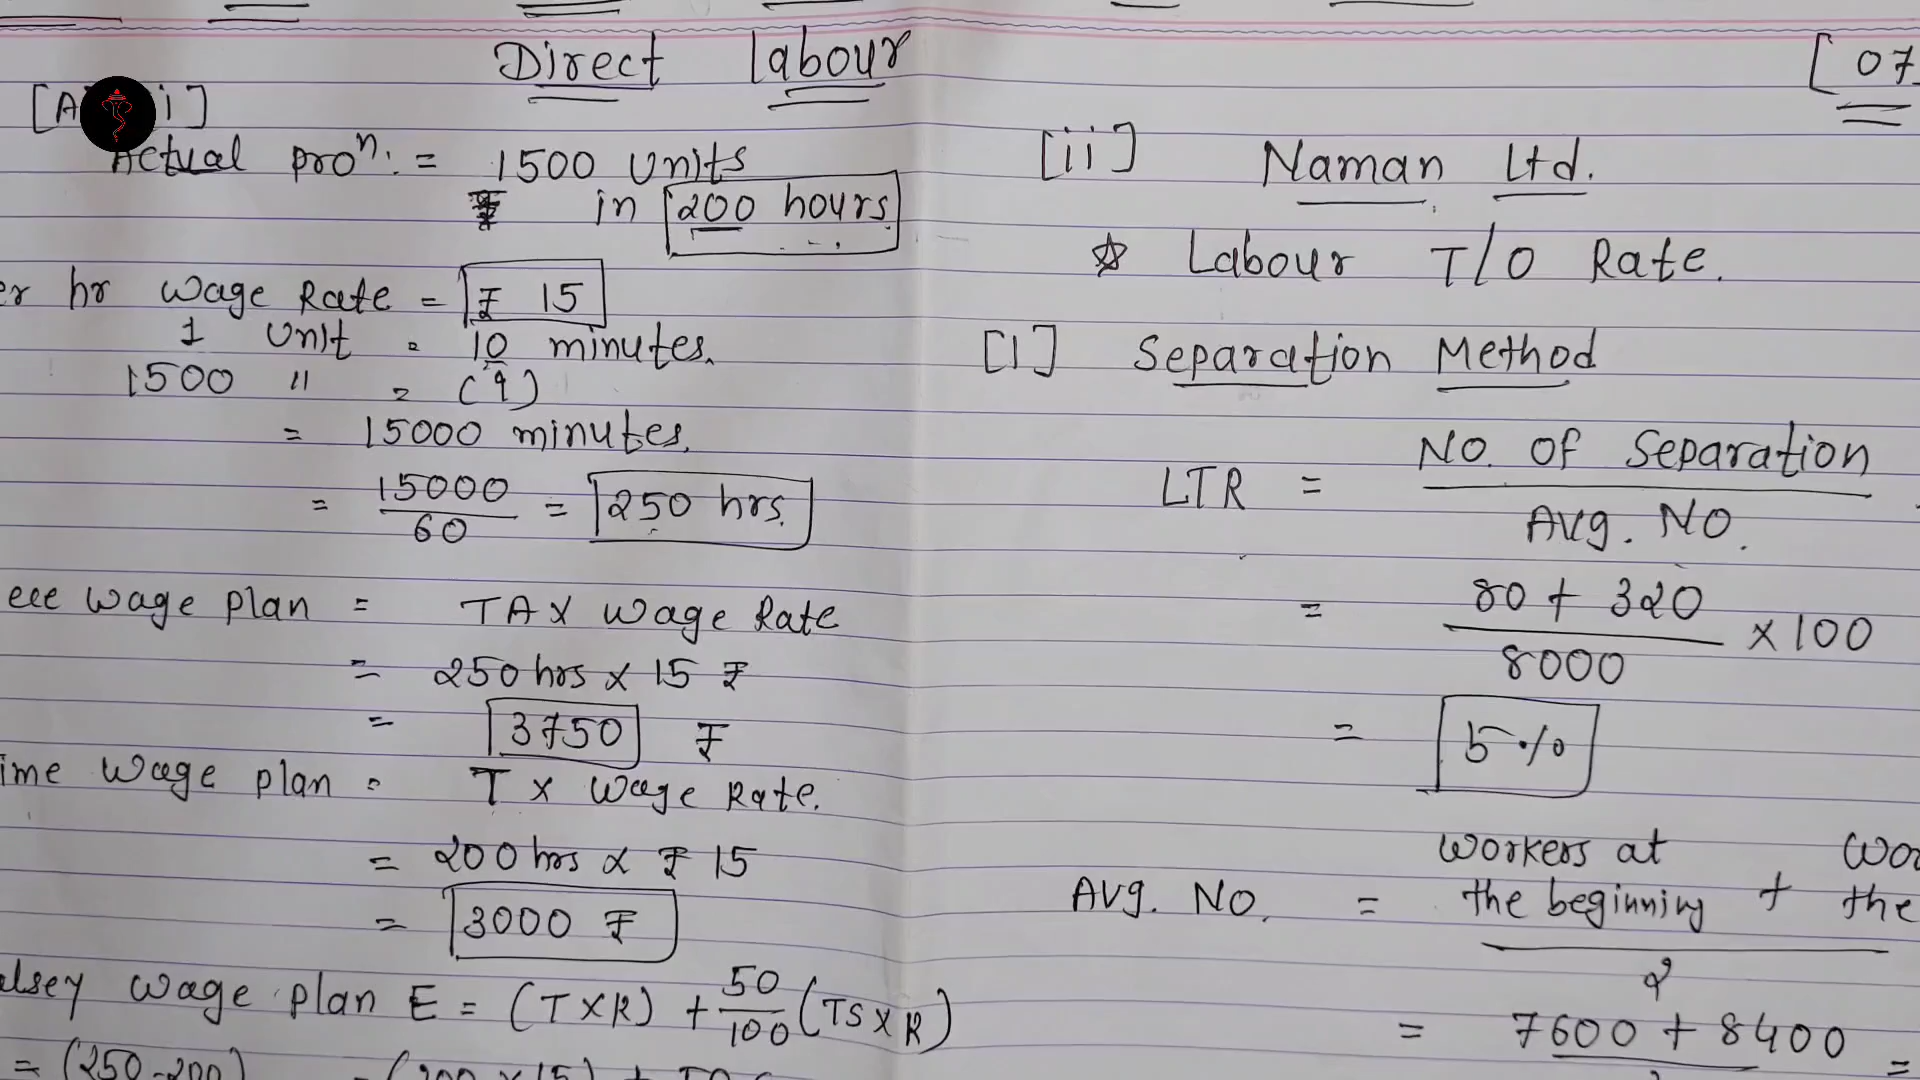 Direct Labour
[07]
Actual proⁿ. = 1500 Units
in 200 hours
hr wage Rate = ₹ 15
1 Unit = 10 minutes.
1500 " = (?)
= 15000 minutes.
= 15000/60 = 250 hrs.
wage plan = TA X wage Rate
= 250 hrs x 15 ₹
= 3750 ₹
wage plan = T x wage Rate.
= 200 hrs x ₹ 15
= 3000 ₹
wage plan E = (TXR) + 50/100 (TS X R)
= (250-200)
[ii] Naman Ltd.
☆ Labour T/O Rate.
[1] Separation Method
LTR = No. Of Separation / Avg. No.
= 80 + 320 / 8000 x 100
= 5 %
Avg. No. = workers at the beginning + the / 2
= 7600 + 8400 =